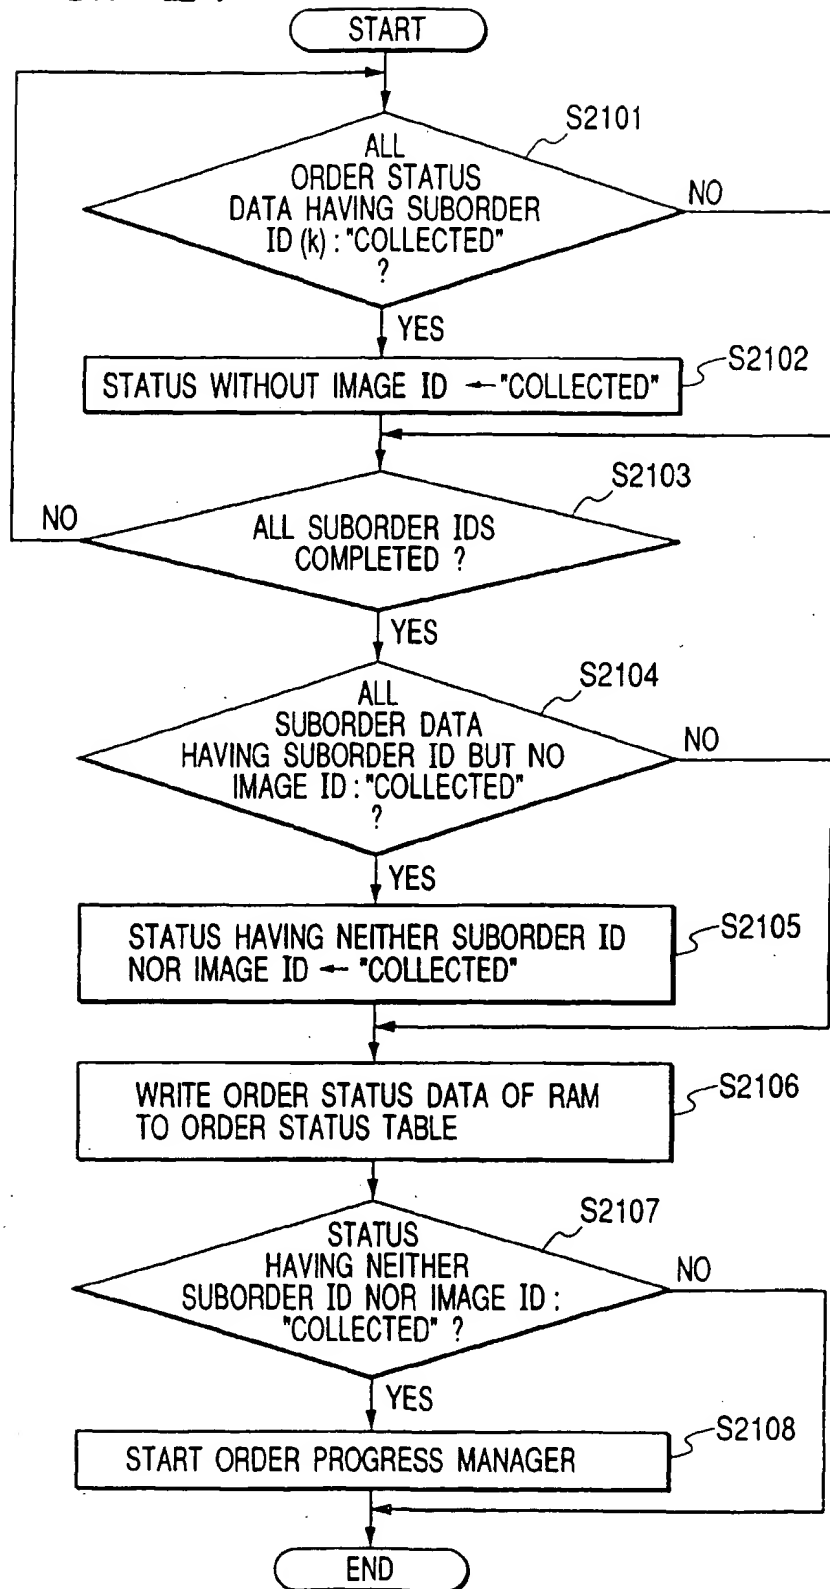 START
S2101
ALL
ORDER STATUS
DATA HAVING SUBORDER
ID (k) : "COLLECTED"
?
NO
YES
S2102
STATUS WITHOUT IMAGE ID ← "COLLECTED"
S2103
NO
ALL SUBORDER IDS
COMPLETED ?
YES
S2104
ALL
SUBORDER DATA
HAVING SUBORDER ID BUT NO
IMAGE ID : "COLLECTED"
?
NO
YES
S2105
STATUS HAVING NEITHER SUBORDER ID
NOR IMAGE ID ← "COLLECTED"
S2106
WRITE ORDER STATUS DATA OF RAM
TO ORDER STATUS TABLE
S2107
STATUS
HAVING NEITHER
SUBORDER ID NOR IMAGE ID :
"COLLECTED" ?
NO
YES
S2108
START ORDER PROGRESS MANAGER
END